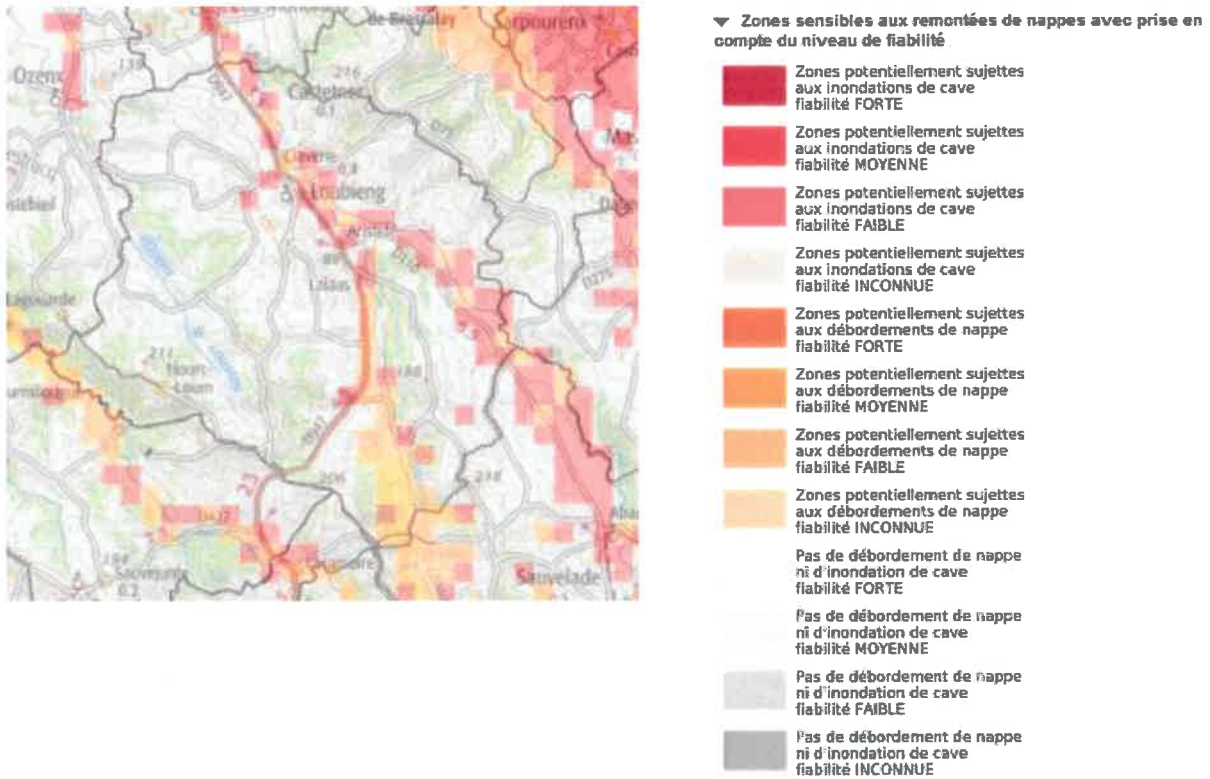 de
Sarpourenx
Ozenx
139
216
Castetner
Claverie
Loubieng
Lalaas
D27
218
Sauvelade
▼ Zones sensibles aux remontées de nappes avec prise en
compte du niveau de fiabilité
Zones potentiellement sujettes
aux inondations de cave
fiabilité FORTE
Zones potentiellement sujettes
aux inondations de cave
fiabilité MOYENNE
Zones potentiellement sujettes
aux inondations de cave
fiabilité FAIBLE
Zones potentiellement sujettes
aux inondations de cave
fiabilité INCONNUE
Zones potentiellement sujettes
aux débordements de nappe
fiabilité FORTE
Zones potentiellement sujettes
aux débordements de nappe
fiabilité MOYENNE
Zones potentiellement sujettes
aux débordements de nappe
fiabilité FAIBLE
Zones potentiellement sujettes
aux débordements de nappe
fiabilité INCONNUE
Pas de débordement de nappe
ni d'inondation de cave
fiabilité FORTE
Pas de débordement de nappe
ni d'inondation de cave
fiabilité MOYENNE
Pas de débordement de nappe
ni d'inondation de cave
fiabilité FAIBLE
Pas de débordement de nappe
ni d'inondation de cave
fiabilité INCONNUE